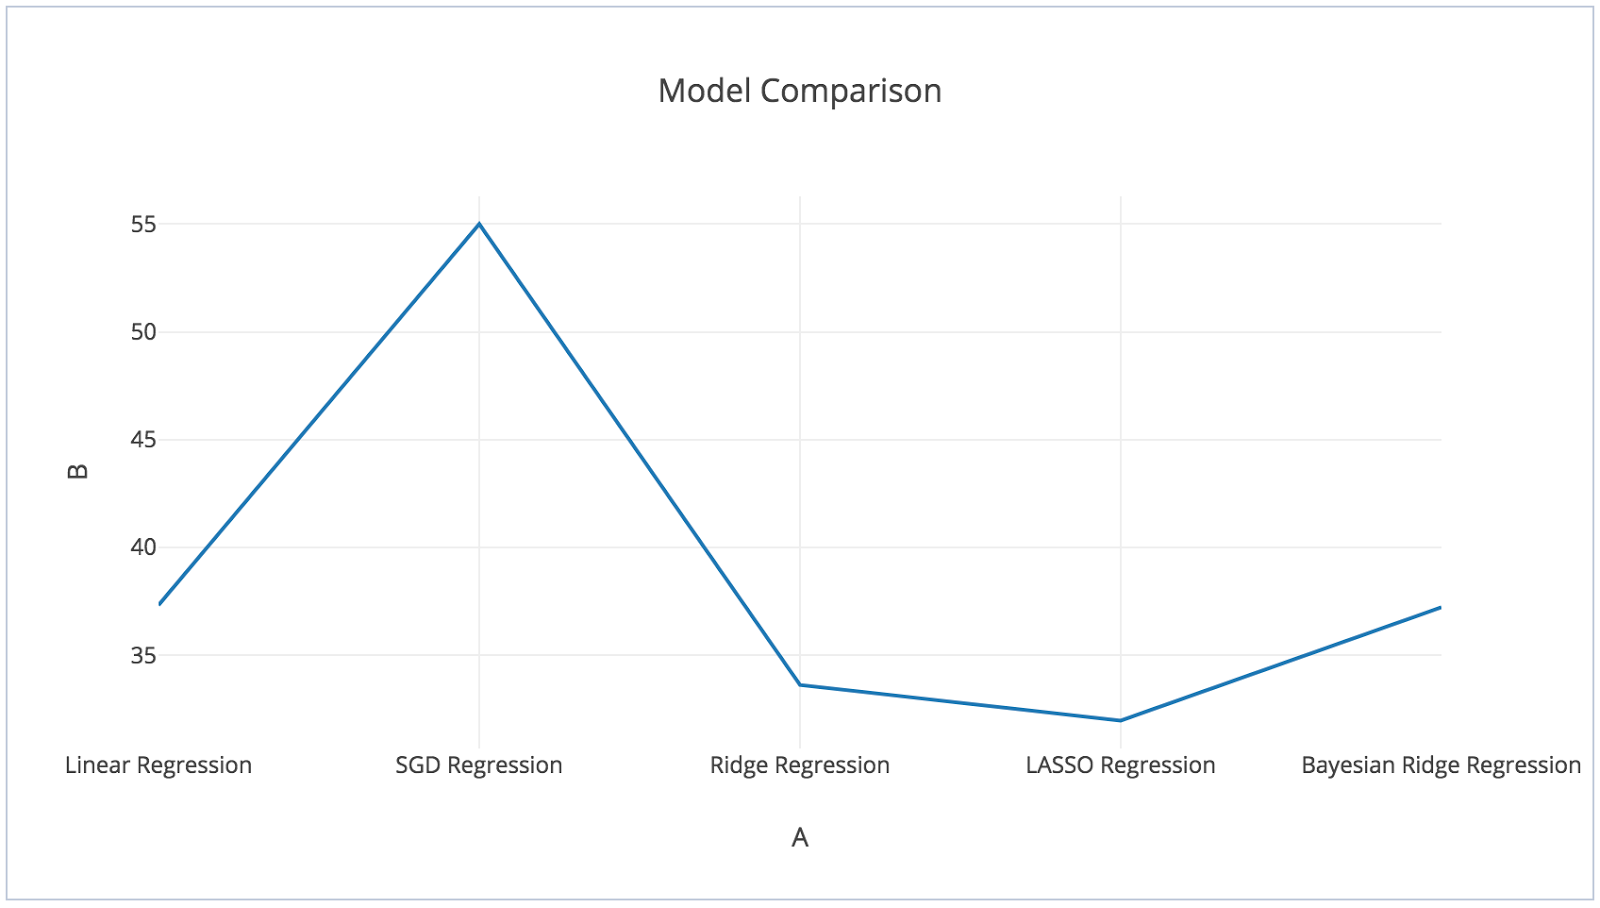 Model Comparison
55
50
45
40
35
B
Linear Regression
SGD Regression
Ridge Regression
LASSO Regression
Bayesian Ridge Regression
A